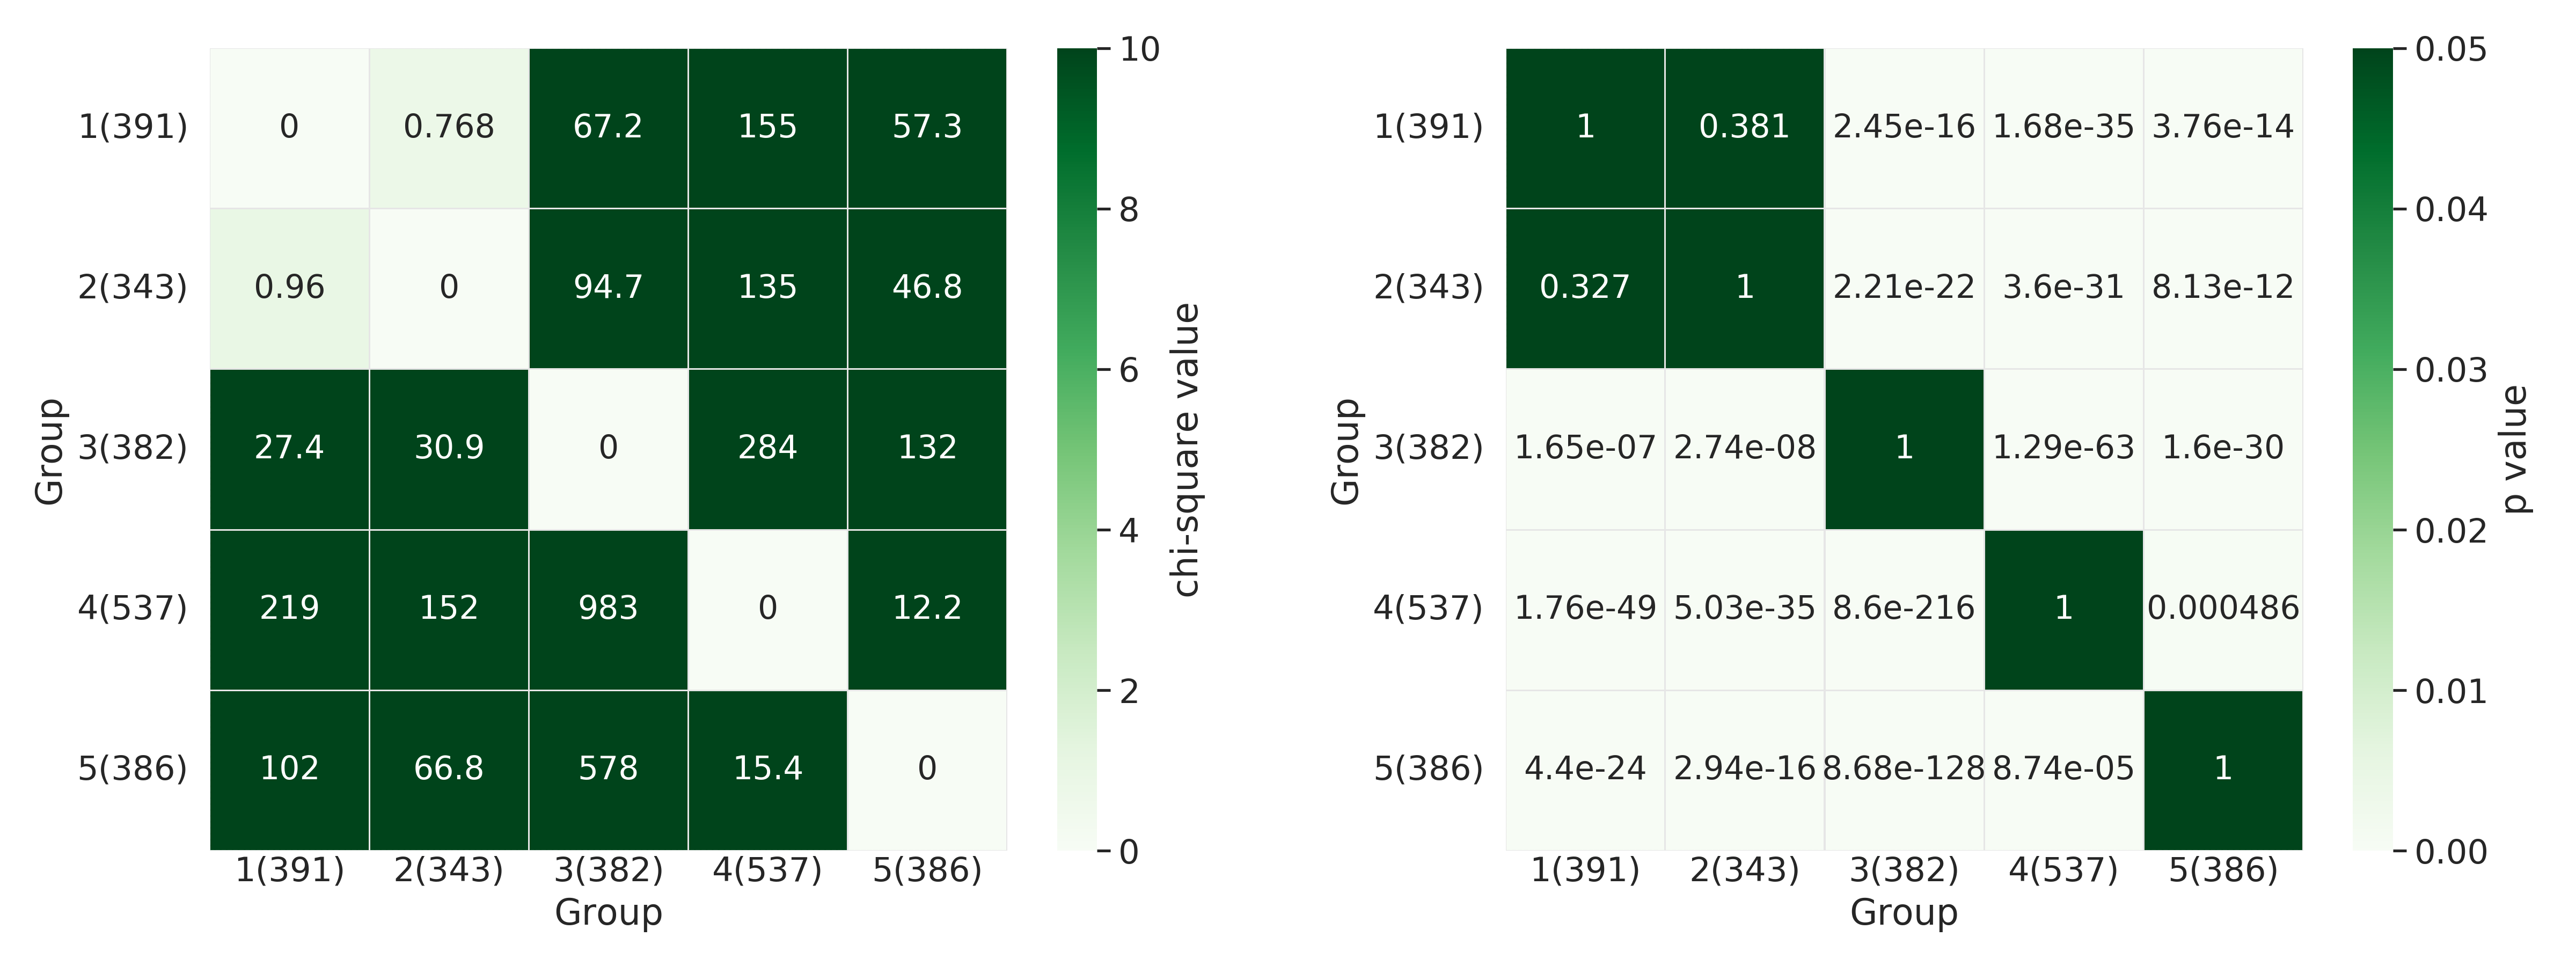 10
1(391) 0 0.768 67.2 155 57.3
8
2(343) 0.96 0 94.7 135 46.8
6
3(382) 27.4 30.9 0 284 132
4
4(537) 219 152 983 0 12.2
2
5(386) 102 66.8 578 15.4 0
0
1(391) 2(343) 3(382) 4(537) 5(386)
Group
Group
chi-square value
0.05
1(391) 1 0.381 2.45e-16 1.68e-35 3.76e-14
0.04
2(343) 0.327 1 2.21e-22 3.6e-31 8.13e-12
0.03
3(382) 1.65e-07 2.74e-08 1 1.29e-63 1.6e-30
0.02
4(537) 1.76e-49 5.03e-35 8.6e-216 1 0.000486
0.01
5(386) 4.4e-24 2.94e-16 8.68e-128 8.74e-05 1
0.00
1(391) 2(343) 3(382) 4(537) 5(386)
Group
Group
p value